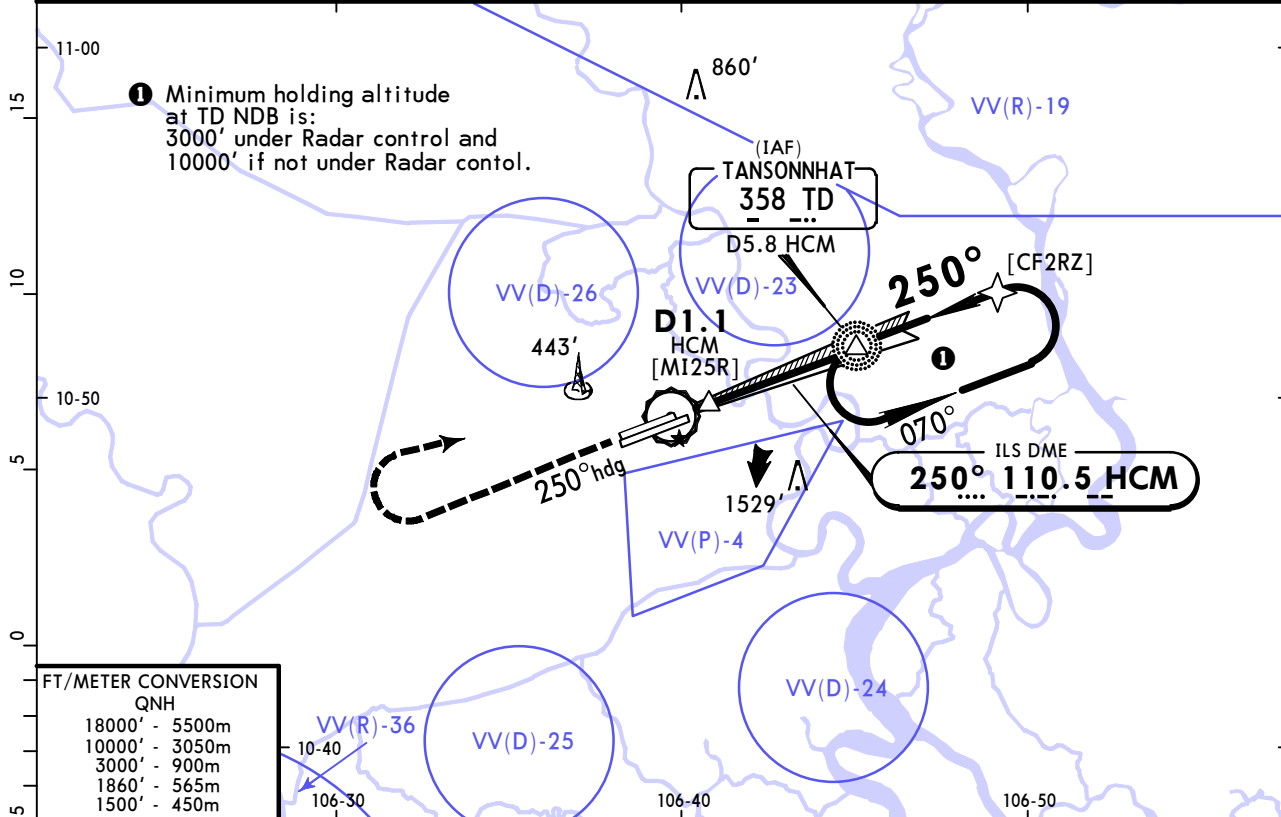 11-00
860'
15
❶ Minimum holding altitude
at TD NDB is:
3000' under Radar control and
10000' if not under Radar contol.
VV(R)-19
(IAF)
TANSONNHAT
358 TD
D5.8 HCM
250°
[CF2RZ]
10
VV(D)-26
VV(D)-23
D1.1
HCM
[MI25R]
443'
❶
10-50
070°
ILS DME
250° 110.5 HCM
5
250° hdg
1529'
VV(P)-4
0
FT/METER CONVERSION
QNH
18000' - 5500m
10000' - 3050m
3000' - 900m
1860' - 565m
1500' - 450m
VV(R)-36
10-40
VV(D)-25
VV(D)-24
5
106-30
106-40
106-50